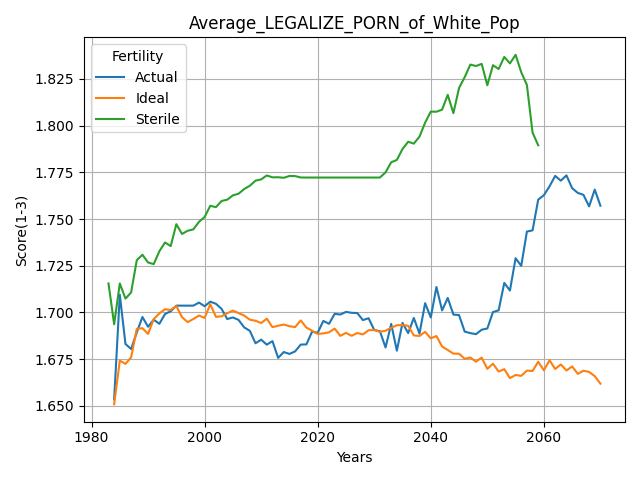 Average_LEGALIZE_PORN_of_White_Pop
Fertility
Actual
Ideal
Sterile
Score(1-3)
1.825
1.800
1.775
1.750
1.725
1.700
1.675
1.650
1980
2000
2020
2040
2060
Years